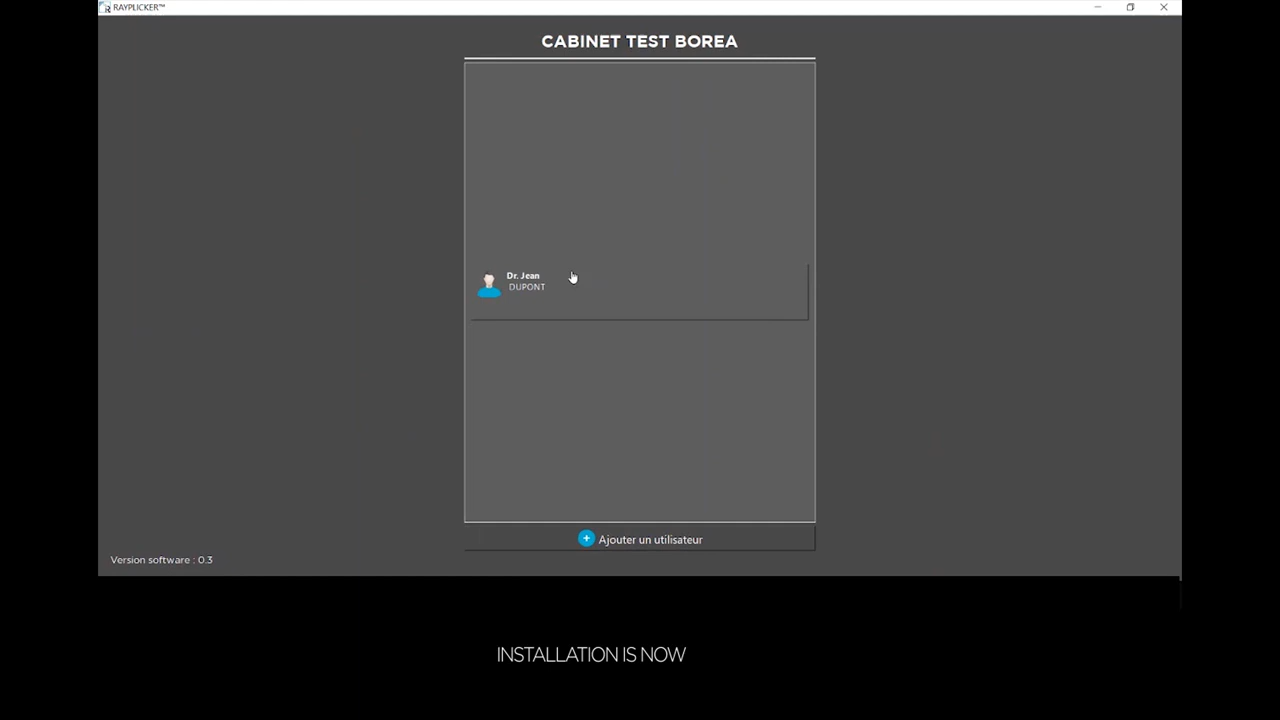 RAYPLICKER™
CABINET TEST BOREA
Dr. Jean
DUPONT
Ajouter un utilisateur
Version software : 0.3
INSTALLATION IS NOW